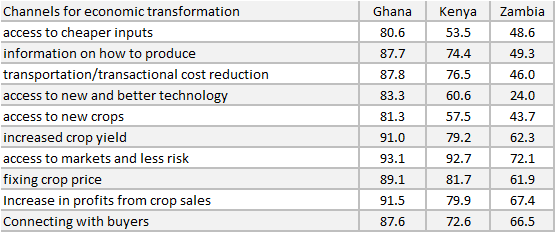 Channels for economic transformation Ghana Kenya Zambia
access to cheaper inputs 80.6 53.5 48.6
information on how to produce 87.7 74.4 49.3
transportation/transactional cost reduction 87.8 76.5 46.0
access to new and better technology 83.3 60.6 24.0
access to new crops 81.3 57.5 43.7
increased crop yield 91.0 79.2 62.3
access to markets and less risk 93.1 92.7 72.1
fixing crop price 89.1 81.7 61.9
Increase in profits from crop sales 91.5 79.9 67.4
Connecting with buyers 87.6 72.6 66.5